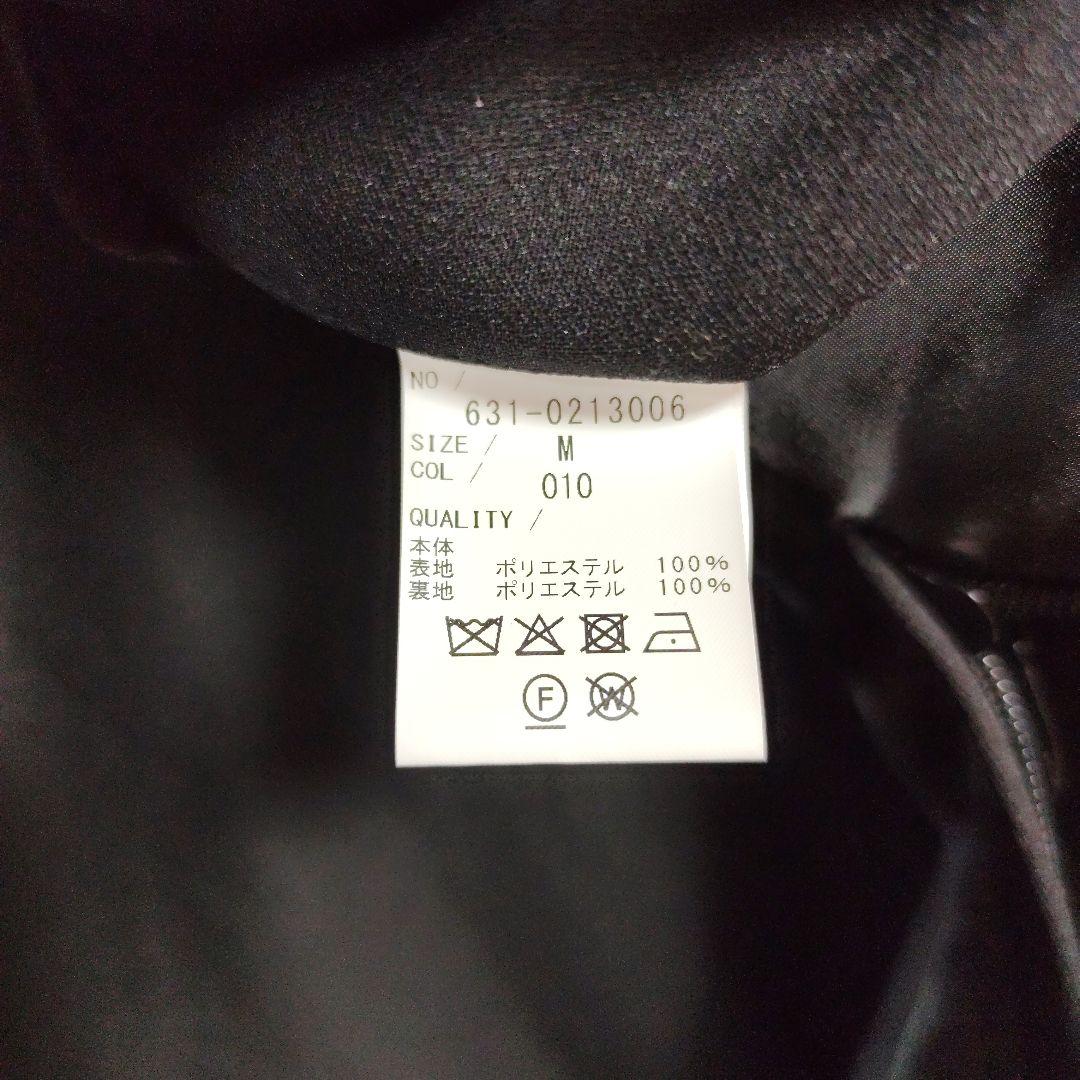 NO /
631-0213006
SIZE / M
COL / 010
QUALITY /
本体
表地 ポリエステル 100%
裏地 ポリエステル 100%
F W